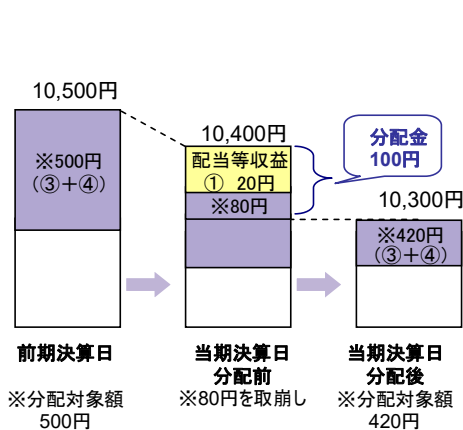 10,500円
※500円
(③+④)
10,400円
配当等収益
① 20円
※80円
分配金
100円
10,300円
※420円
(③+④)
前期決算日
※分配対象額
500円
当期決算日
分配前
※80円を取崩し
当期決算日
分配後
※分配対象額
420円